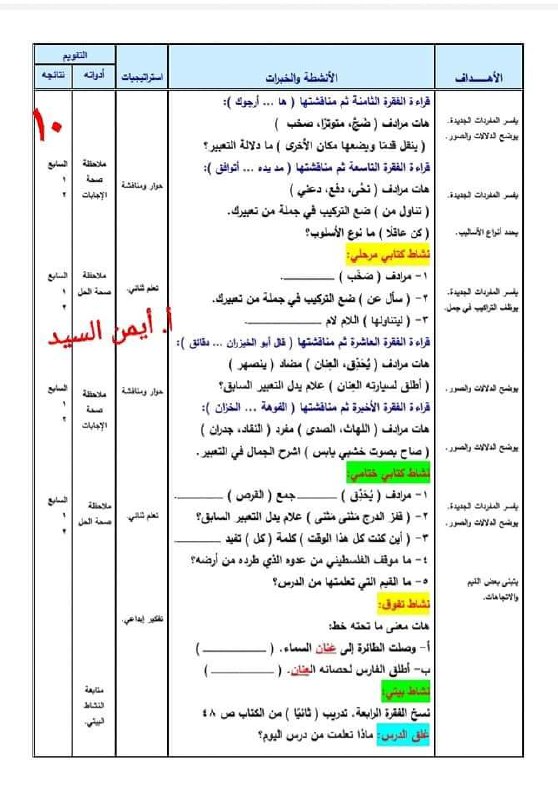 الأهـــداف الأنشطة والخبرات استراتيجيات التقويم
أدواته نتائجه
١٠
قراءة الفقرة الثامنة ثم مناقشتها ( ها ... أرجوك ):
يفسر المفردات الجديدة. هات مرادف ( ضجّ، متوترًا، صخب )
يوضح الدلالات والصور. ( ينقل قدمًا ويضعها مكان الأخرى ) ما دلالة التعبير؟
قراءة الفقرة التاسعة ثم مناقشتها ( مد يده ... أتوافق ): حوار ومناقشة ملاحظة صحة الإجابات السابع ١ ٢
يفسر المفردات الجديدة. هات مرادف ( نحّى، دفع، دعني )
( تناول من ) ضع التركيب في جملة من تعبيرك.
يحدد أنواع الأساليب. ( كن عاقلًا ) ما نوع الأسلوب؟
نشاط كتابي مرحلي:
يفسر المفردات الجديدة. ١- مرادف ( صَخَب ) ــــــــــــ. تعلم ثنائي. ملاحظة صحة الحل السابع ١ ٢
يوظف التراكيب في جمل. ٢- ( سأل عن ) ضع التركيب في جملة من تعبيرك.
٣- ( ليتناولها ) اللام لام ــــــــــــــــ.
أ. أيمن السيد
قراءة الفقرة العاشرة ثم مناقشتها ( قال أبو الخيزران ... دقائق ):
هات مرادف ( يُحَدِّق، العِنان ) مضاد ( ينصهر )
يوضح الدلالات والصور. ( أطلق لسيارته العِنان ) علام يدل التعبير السابق؟ حوار ومناقشة ملاحظة صحة الإجابات السابع ١ ٢
قراءة الفقرة الأخيرة ثم مناقشتها ( الفوهة ... الخزان ):
هات مرادف ( اللهاث، الصدى ) مفرد ( النقاد، جدران )
يوضح الدلالات والصور. ( صاح بصوت خشبي يابس ) اشرح الجمال في التعبير.
نشاط كتابي ختامي:
يفسر المفردات الجديدة. ١- مرادف ( يُحَدِّق ) ــــــــــــ جمع ( القرص ) ــــــــــــ. تعلم ثنائي. ملاحظة صحة الحل السابع ١ ٢
يوضح الدلالات والصور. ٢- ( قفز الدرج مَثنى مَثنى ) علام يدل التعبير السابق؟
٣- ( أين كنت كل هذا الوقت ) كلمة ( كل ) تفيد ــــــــــــ
٤- ما موقف الفلسطيني من عدوه الذي طرده من أرضه؟
يتبنى بعض القيم والاتجاهات. ٥- ما القيم التي تعلمتها من الدرس؟
نشاط تفوق: تفكير إبداعي.
هات معنى ما تحته خط:
أ- وصلت الطائرة إلى عَنان السماء. ( ــــــــــــ )
ب- أطلق الفارس لحصانه العِنان. ( ــــــــــــ )
نشاط بيتي: متابعة النشاط البيتي.
نسخ الفقرة الرابعة. تدريب ( ثانيًا ) من الكتاب ص ٤٨
غلق الدرس: ماذا تعلمت من درس اليوم؟